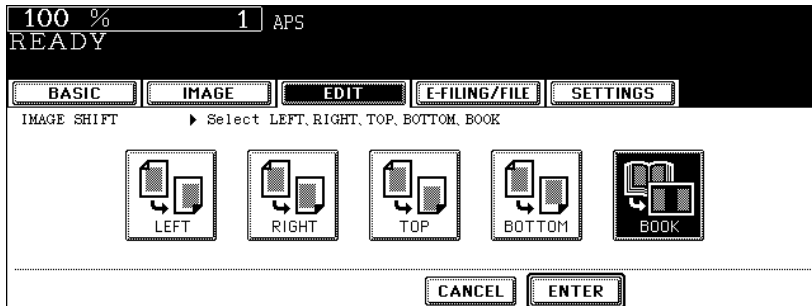 100 % 1 APS
READY
BASIC IMAGE EDIT E-FILING/FILE SETTINGS
IMAGE SHIFT ▶ Select LEFT, RIGHT, TOP, BOTTOM, BOOK
LEFT RIGHT TOP BOTTOM BOOK
CANCEL ENTER